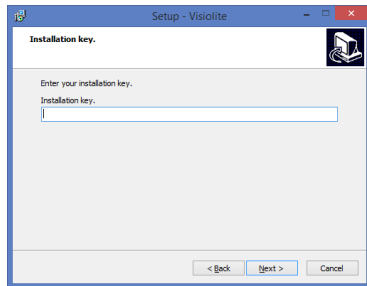 Setup - Visiolite
Installation key.
Enter your installation key.
Installation key.
< Back Next > Cancel